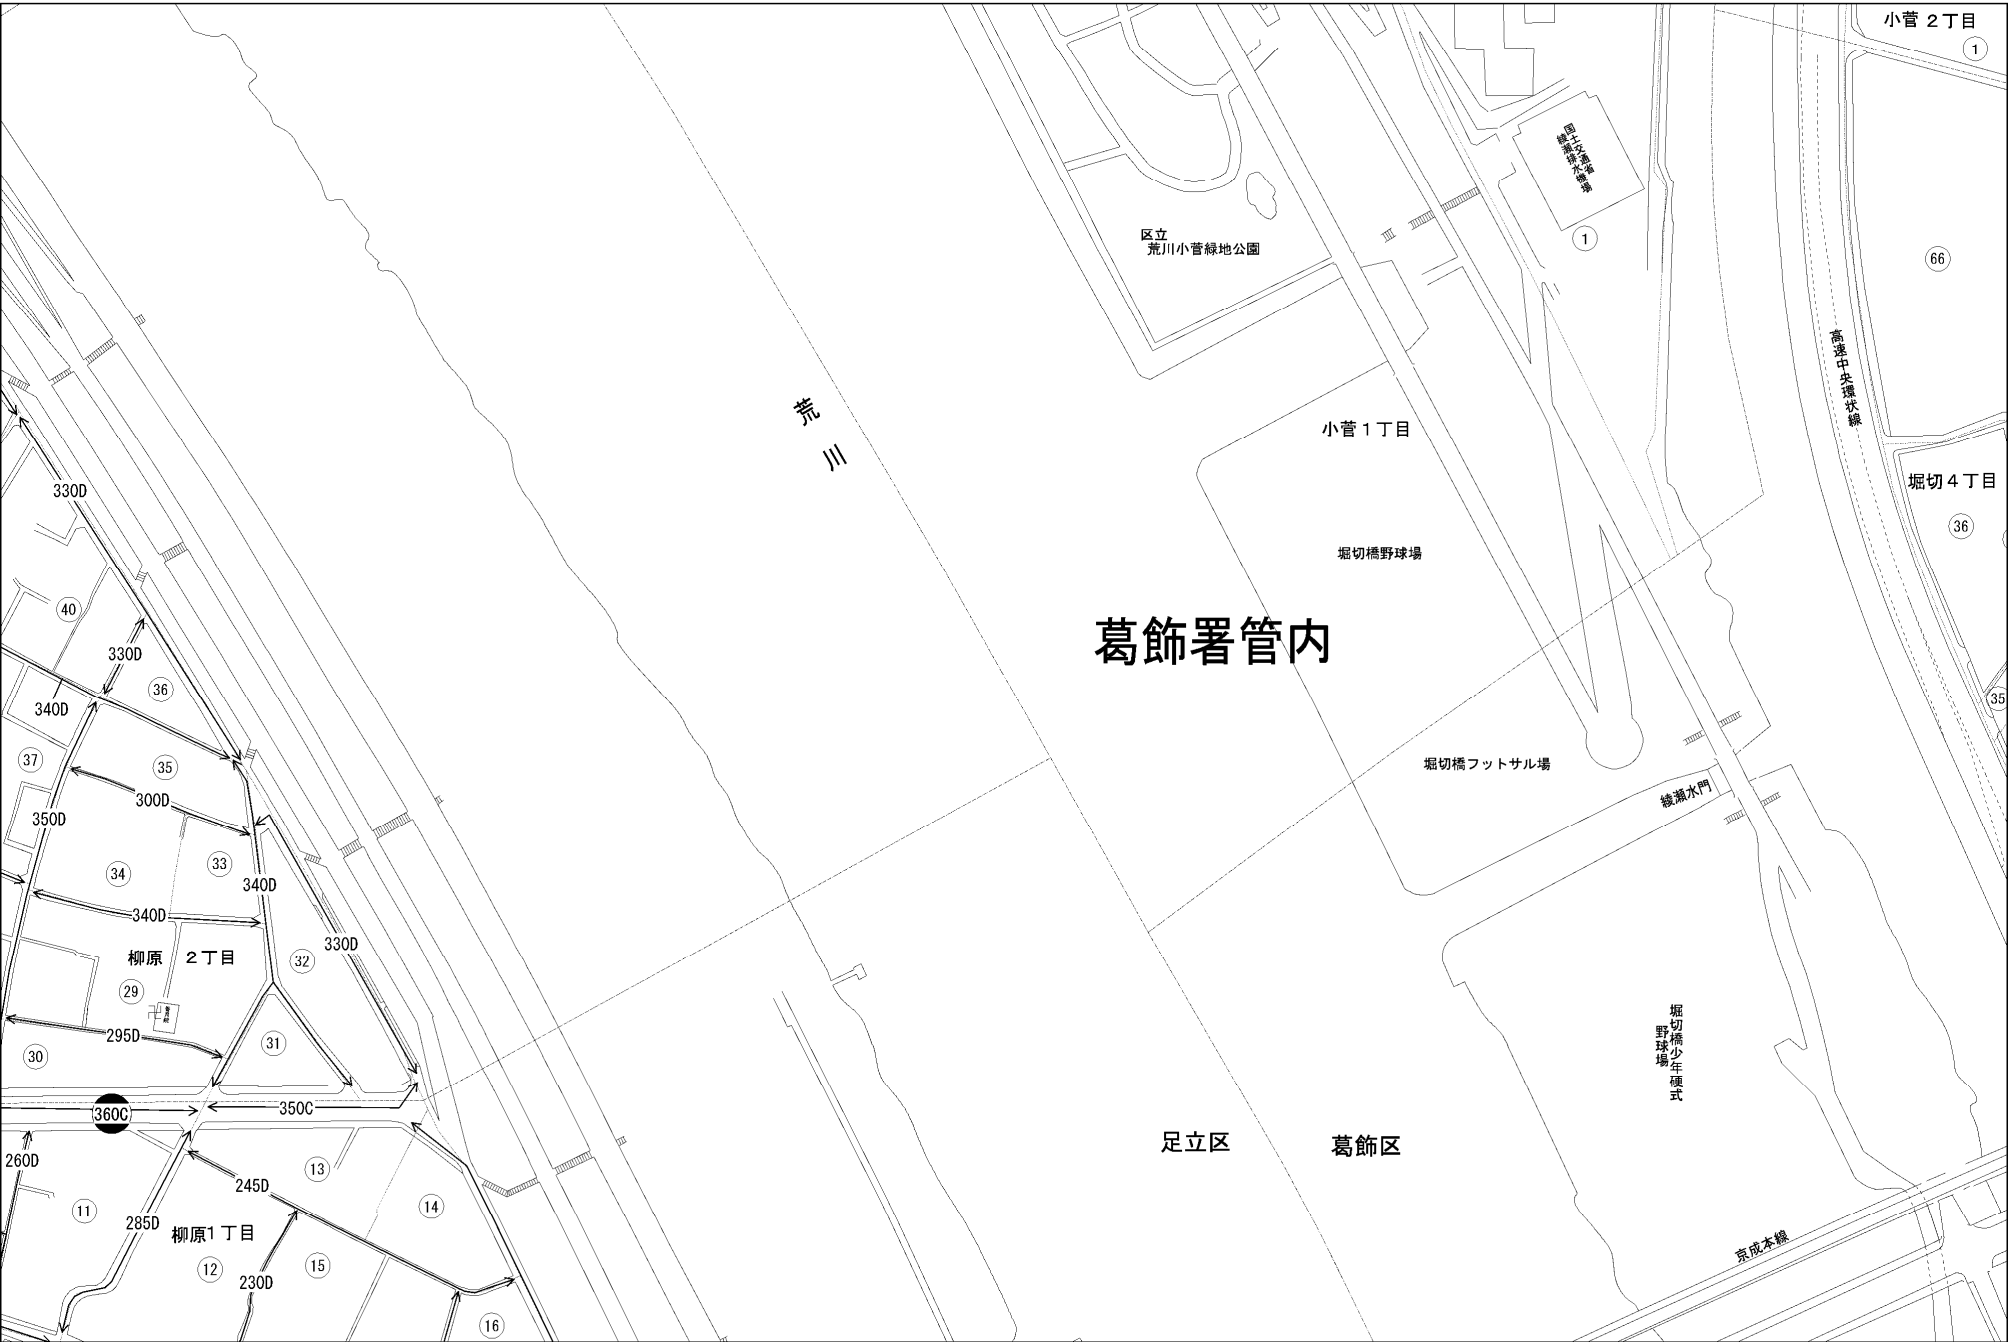 小菅 2丁目
1
国土交通省
綾瀬排水機場
1
区立
荒川小菅緑地公園
66
高速中央環状線
荒川
小菅1丁目
堀切4丁目
36
35
330D
堀切橋野球場
葛飾署管内
40
330D
36
340D
37
35
300D
350D
堀切橋フットサル場
綾瀬水門
34
33
340D
340D
330D
柳原 2丁目
32
29
295D
30
31
堀切橋少年硬式
野球場
360C
350C
足立区
葛飾区
260D
13
245D
14
11
285D
柳原1丁目
12
15
230D
京成本線
16